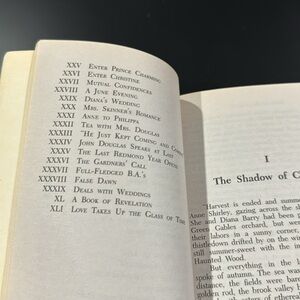 XXV Enter Prince Charming
XXVI Enter Christine
XXVII Mutual Confidences
XXVIII A June Evening
XXIX Diana's Wedding
XXX Mrs. Skinner's Romance
XXXI Anne to Philippa
XXXII Tea with Mrs. Douglas
XXXIII "He Just Kept Coming and
XXXIV John Douglas Speaks at Last
XXXV The Last Redmond Year Opens
XXXVI The Gardners' Call
XXXVII Full-Fledged B.A.'s
XXXVIII False Dawn
XXXIX Deals with Weddings
XL A Book of Revelation
XLI Love Takes Up the Glass of Time
I
The Shadow of C
"Harvest is ended and summe
Anne Shirley, gazing across the s
She and Diana Barry had been
Green Gables orchard, but wer
their labors in a sunny corner,
thistledown drifted by on the win
still summer-sweet with the in
Haunted Wood.
But everything in the la
spoke of autumn. The sea wa
distance, the fields were
golden rod, the brook valley